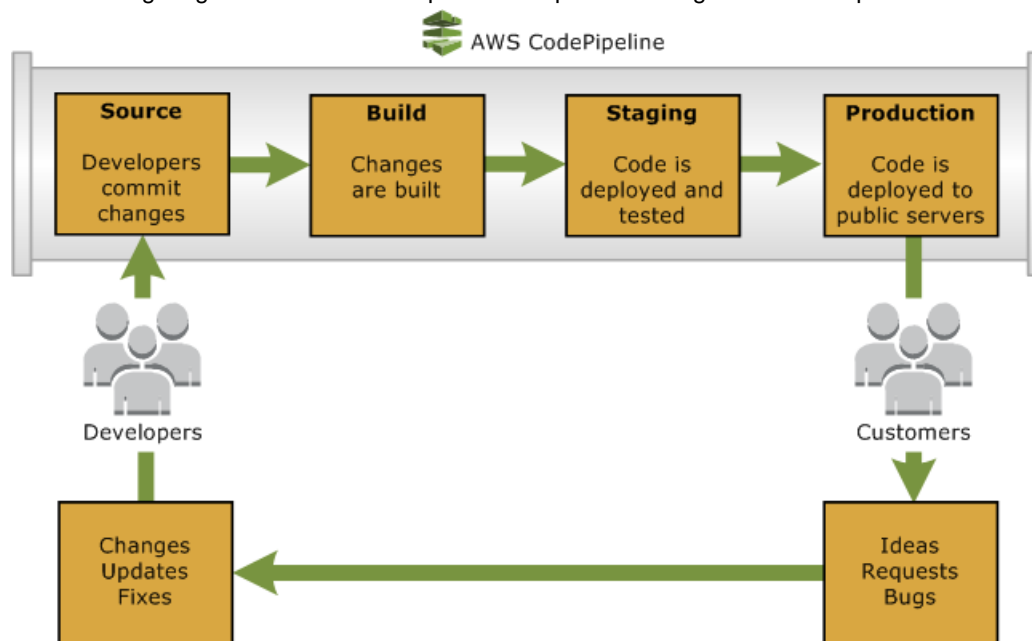 AWS CodePipeline
Source
Developers
commit
changes
Build
Changes
are built
Staging
Code is
deployed and
tested
Production
Code is
deployed to
public servers
Developers
Customers
Changes
Updates
Fixes
Ideas
Requests
Bugs